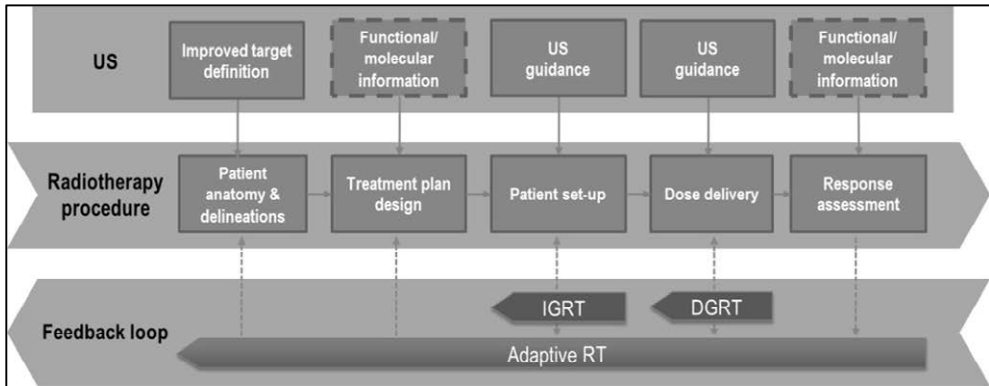 US
Improved target
definition
Functional/
molecular
information
US
guidance
US
guidance
Functional/
molecular
information
Radiotherapy
procedure
Patient
anatomy &
delineations
Treatment plan
design
Patient set-up
Dose delivery
Response
assessment
Feedback loop
IGRT
DGRT
Adaptive RT